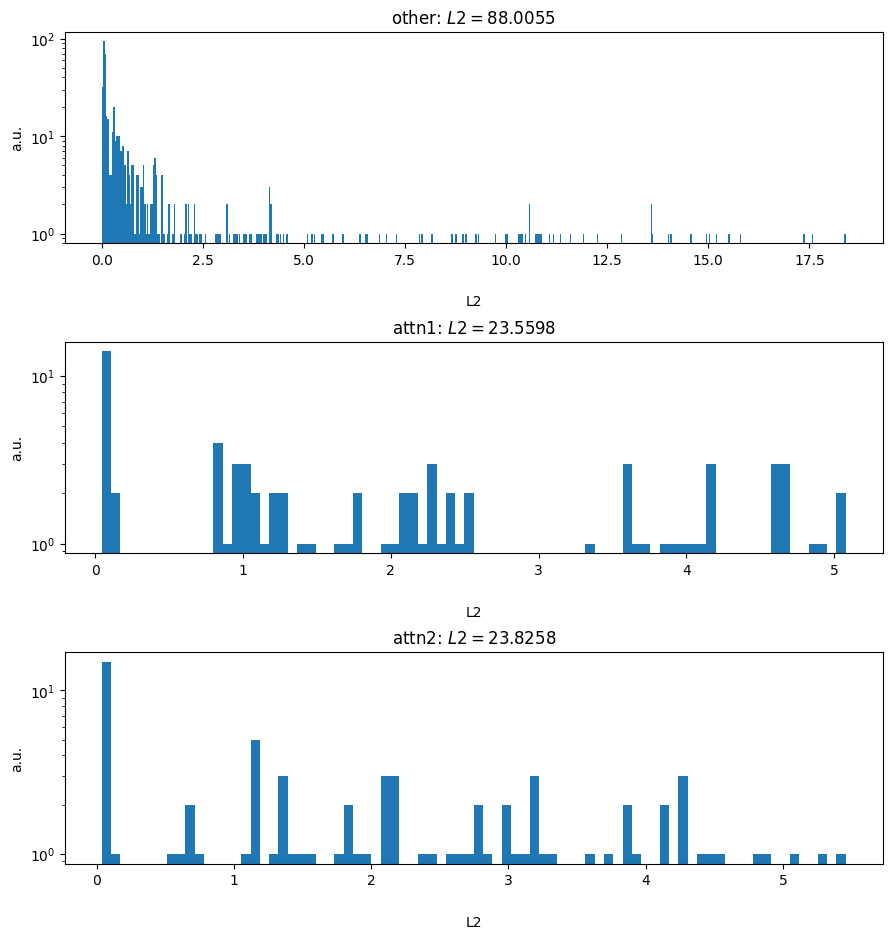 other: L2 = 88.0055
10²
10¹
10⁰
a.u.
0.0 2.5 5.0 7.5 10.0 12.5 15.0 17.5
L2
attn1: L2 = 23.5598
10¹
10⁰
a.u.
0 1 2 3 4 5
L2
attn2: L2 = 23.8258
10¹
10⁰
a.u.
0 1 2 3 4 5
L2